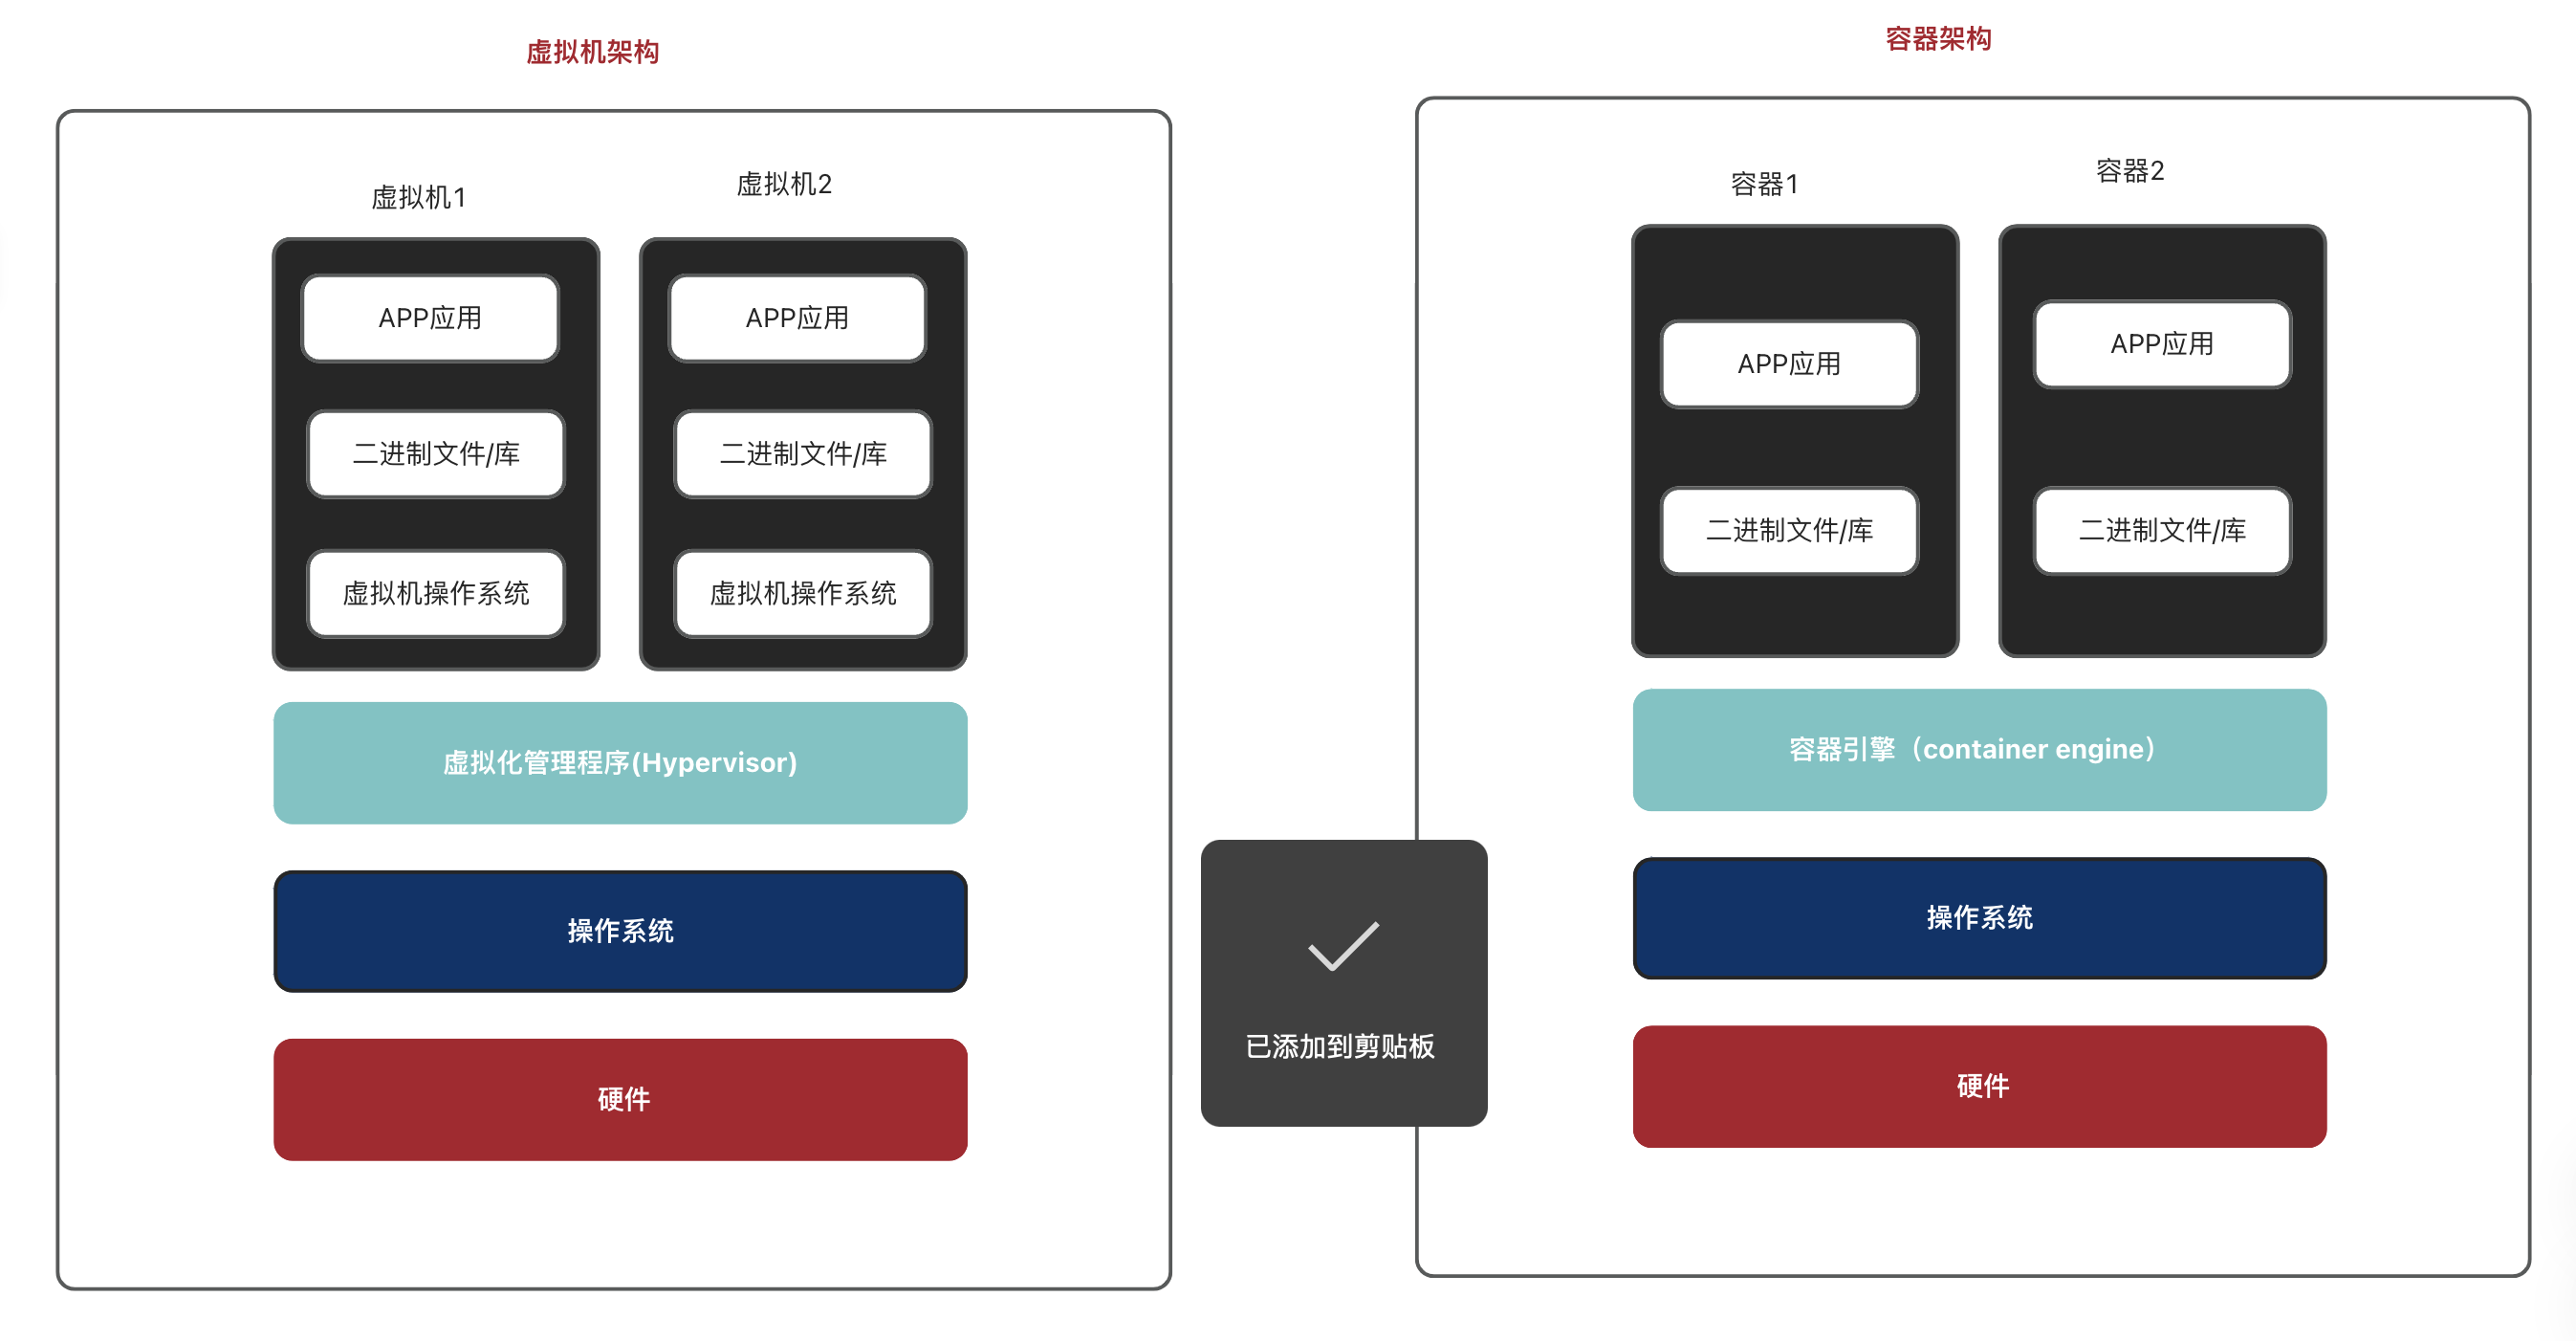 虚拟机架构
虚拟机1
虚拟机2
APP应用
APP应用
二进制文件/库
二进制文件/库
虚拟机操作系统
虚拟机操作系统
虚拟化管理程序(Hypervisor)
操作系统
硬件
已添加到剪贴板
容器架构
容器1
容器2
APP应用
APP应用
二进制文件/库
二进制文件/库
容器引擎（container engine）
操作系统
硬件